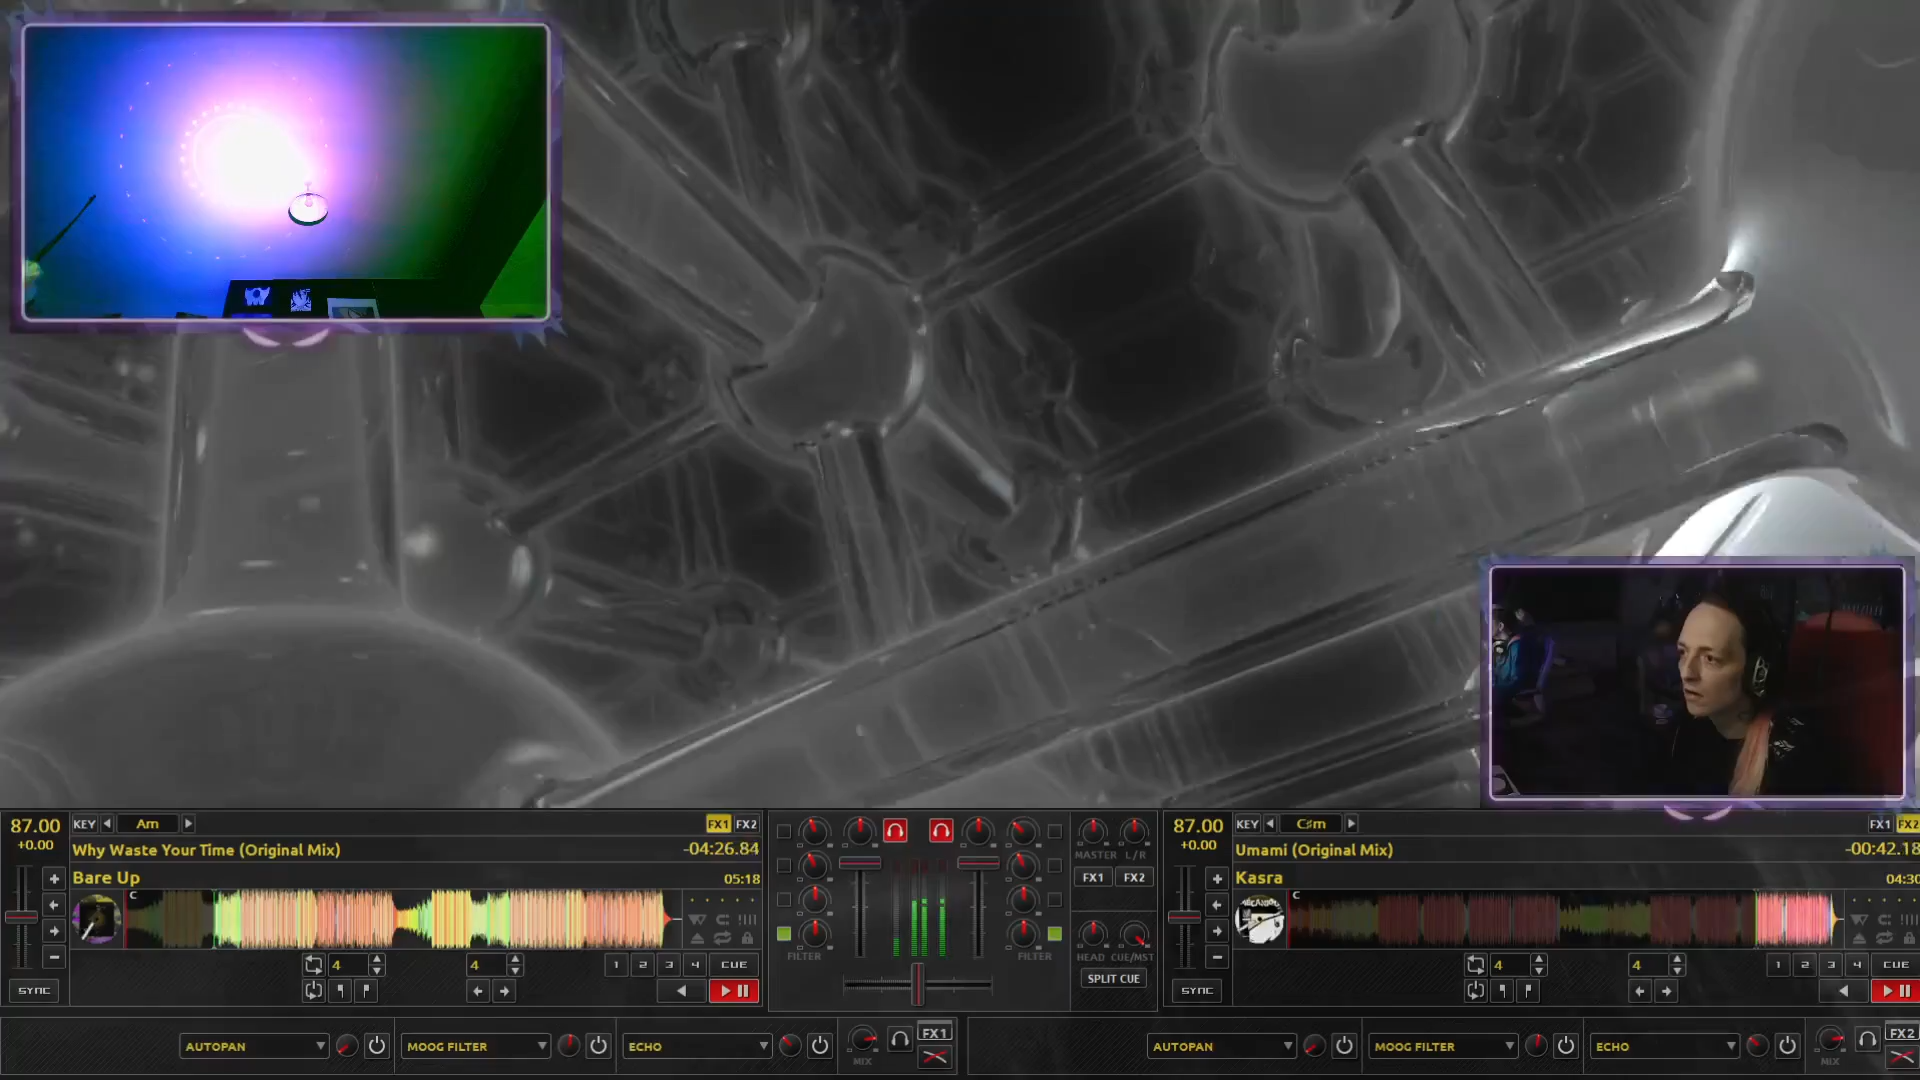 87.00
+0.00
KEY Am FX1 FX2
Why Waste Your Time (Original Mix) -04:26.84
Bare Up 05:18
C
4 4 1 2 3 4 CUE
SYNC
FILTER FILTER
MASTER L/R
FX1 FX2
HEAD CUE/MST
SPLIT CUE
87.00
+0.00
KEY C#m FX1 FX2
Umami (Original Mix) -00:42.18
Kasra 04:30
C
4 4 1 2 3 4 CUE
SYNC
AUTOPAN MOOG FILTER ECHO MIX FX1
AUTOPAN MOOG FILTER ECHO MIX FX2